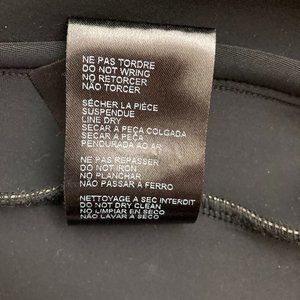 NE PAS TORDRE
DO NOT WRING
NO RETORCER
NÃO TORCER
SÉCHER LA PIÈCE
SUSPENDUE
LINE DRY
SECAR A PEÇA COLGADA
SECAR A PEÇA
PENDURADA AO AR
NE PAS REPASSER
DO NOT IRON
NO PLANCHAR
NÃO PASSAR A FERRO
NETTOYAGE A SEC INTERDIT
DO NOT DRY CLEAN
NO LIMPIAR EN SECO
NÃO LAVAR A SECO